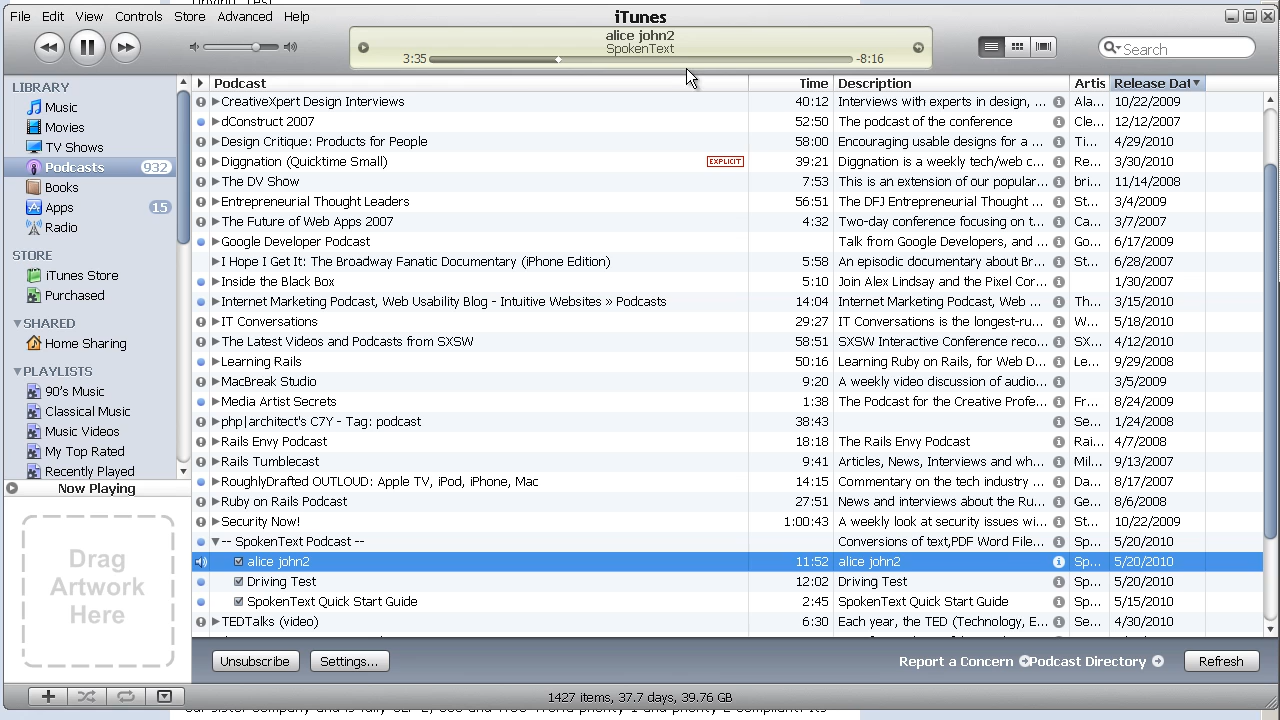 File Edit View Controls Store Advanced Help
iTunes
alice john2
SpokenText
3:35 -8:16
Search
LIBRARY
Music
Movies
TV Shows
Podcasts 932
Books
Apps 15
Radio
STORE
iTunes Store
Purchased
SHARED
Home Sharing
PLAYLISTS
90's Music
Classical Music
Music Videos
My Top Rated
Recently Played
Now Playing
Drag
Artwork
Here
Podcast Time Description Artis Release Dat
CreativeXpert Design Interviews 40:12 Interviews with experts in design, ... Ala... 10/22/2009
dConstruct 2007 52:50 The podcast of the conference Cle... 12/12/2007
Design Critique: Products for People 58:00 Encouraging usable designs for a ... Ti... 4/29/2010
Diggnation (Quicktime Small) EXPLICIT 39:21 Diggnation is a weekly tech/web c... Re... 3/30/2010
The DV Show 7:53 This is an extension of our popular... bri... 11/14/2008
Entrepreneurial Thought Leaders 56:51 The DFJ Entrepreneurial Thought ... St... 3/4/2009
The Future of Web Apps 2007 4:32 Two-day conference focusing on t... Ca... 3/7/2007
Google Developer Podcast Talk from Google Developers, and ... Go... 6/17/2009
I Hope I Get It: The Broadway Fanatic Documentary (iPhone Edition) 5:58 An episodic documentary about Br... St... 6/28/2007
Inside the Black Box 5:10 Join Alex Lindsay and the Pixel Cor... 1/30/2007
Internet Marketing Podcast, Web Usability Blog - Intuitive Websites » Podcasts 14:04 Internet Marketing Podcast, Web ... Th... 3/15/2010
IT Conversations 29:27 IT Conversations is the longest-ru... W... 5/18/2010
The Latest Videos and Podcasts from SXSW 58:51 SXSW Interactive Conference reco... SX... 4/12/2010
Learning Rails 50:16 Learning Ruby on Rails, for Web D... Le... 9/29/2008
MacBreak Studio 9:20 A weekly video discussion of audio... 3/5/2009
Media Artist Secrets 1:38 The Podcast for the Creative Profe... Fr... 8/24/2009
php|architect's C7Y - Tag: podcast 38:43 Se... 1/24/2008
Rails Envy Podcast 18:18 The Rails Envy Podcast Rai... 4/7/2008
Rails Tumblecast 9:41 Articles, News, Interviews and wh... Mil... 9/13/2007
RoughlyDrafted OUTLOUD: Apple TV, iPod, iPhone, Mac 14:15 Commentary on the tech industry ... Da... 8/17/2007
Ruby on Rails Podcast 27:51 News and interviews about the Ru... Ge... 8/6/2008
Security Now! 1:00:43 A weekly look at security issues wi... St... 10/22/2009
-- SpokenText Podcast -- Conversions of text,PDF Word File... Sp... 5/20/2010
alice john2 11:52 alice john2 Sp... 5/20/2010
Driving Test 12:02 Driving Test Sp... 5/20/2010
SpokenText Quick Start Guide 2:45 SpokenText Quick Start Guide Sp... 5/15/2010
TEDTalks (video) 6:30 Each year, the TED (Technology, E... TE... 4/30/2010
Unsubscribe Settings... Report a Concern Podcast Directory Refresh
1427 items, 37.7 days, 39.76 GB